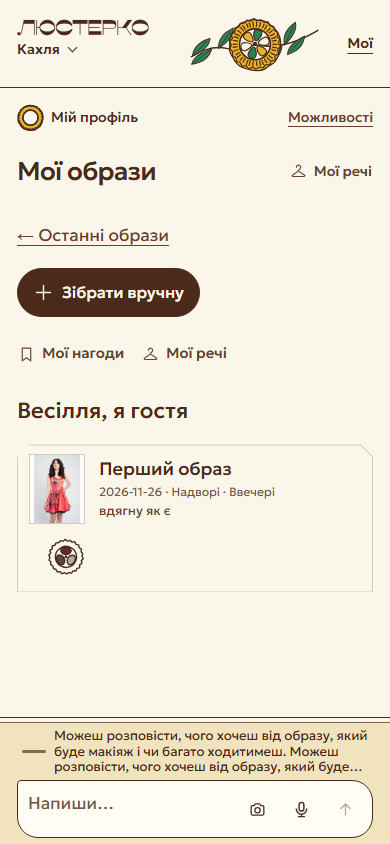 ЛЮСТЕРКО
Кахля
Мої
Мій профіль
Можливості
Мої образи
Мої речі
← Останні образи
Зібрати вручну
Мої нагоди
Мої речі
Весілля, я гостя
Перший образ
2026-11-26 · Надворі · Ввечері
вдягну як є
Можеш розповісти, чого хочеш від образу, який
буде макіяж і чи багато ходитимеш. Можеш
розповісти, чого хочеш від образу, який буде…
Напиши...